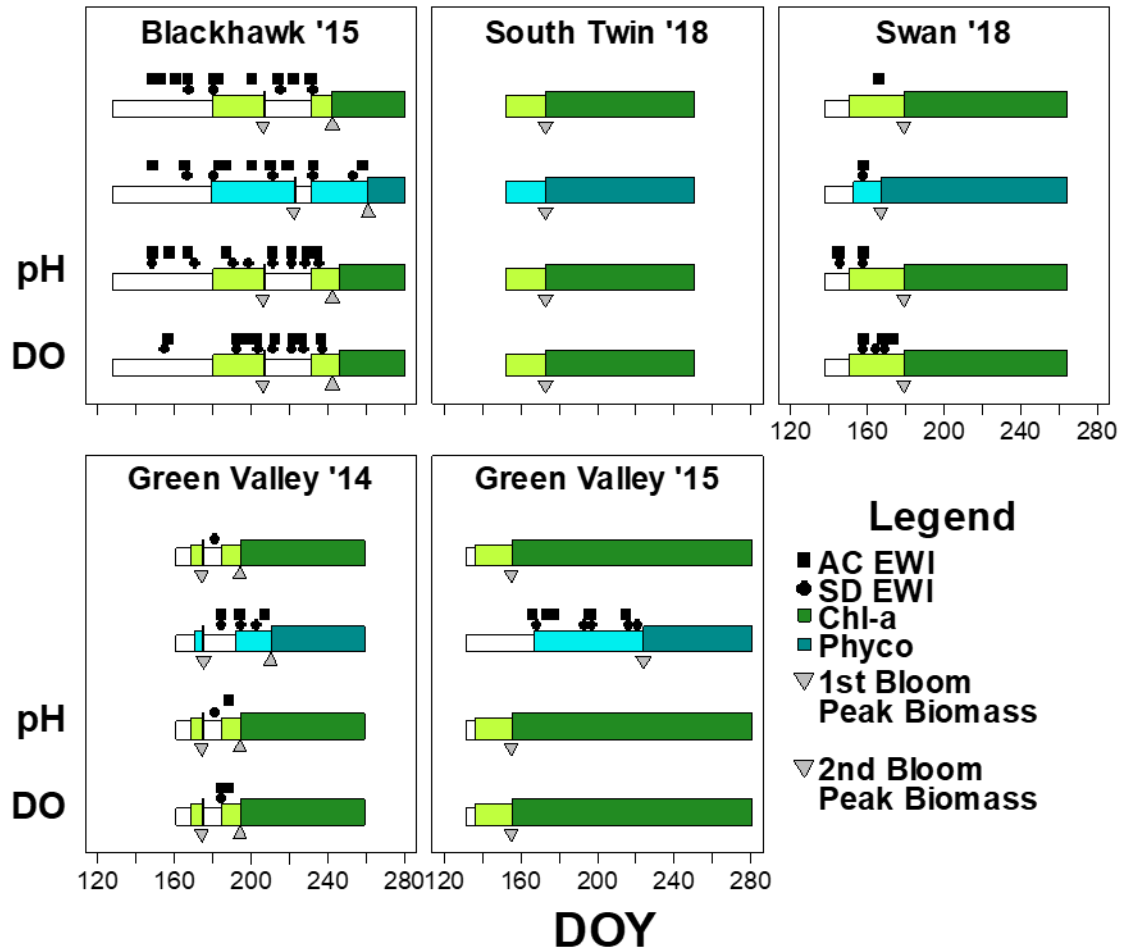 Blackhawk '15
South Twin '18
Swan '18
pH
DO
120 160 200 240 280
Green Valley '14
Green Valley '15
Legend
AC EWI
SD EWI
Chl-a
Phyco
1st Bloom
Peak Biomass
2nd Bloom
Peak Biomass
pH
DO
120 160 200 240 280
120 160 200 240 280
DOY